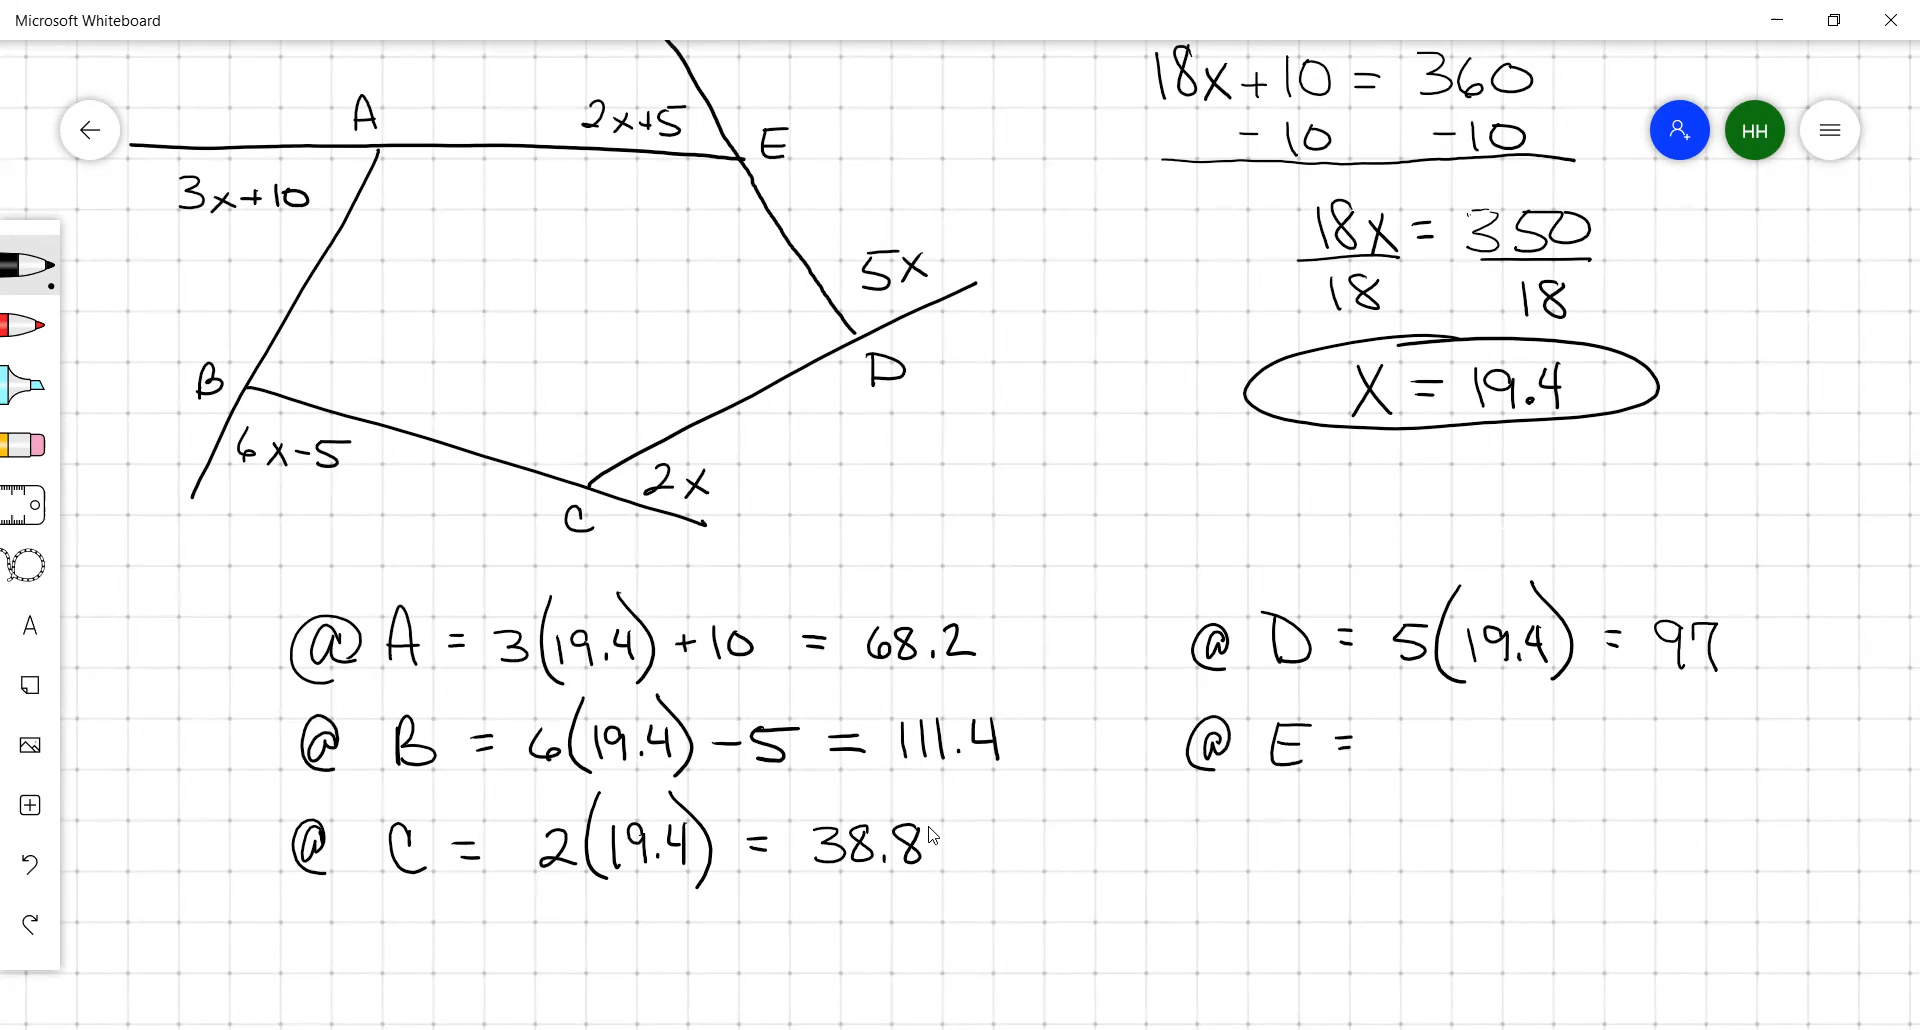 Microsoft Whiteboard
18x+10 = 360
-10 -10
18x = 350
18 18
x = 19.4
HH
A
2x+5
E
3x+10
5x
D
B
6x-5
2x
C
A
@ A = 3(19.4) + 10 = 68.2
@ B = 6(19.4) - 5 = 111.4
@ C = 2(19.4) = 38.8
@ D = 5(19.4) = 97
@ E =